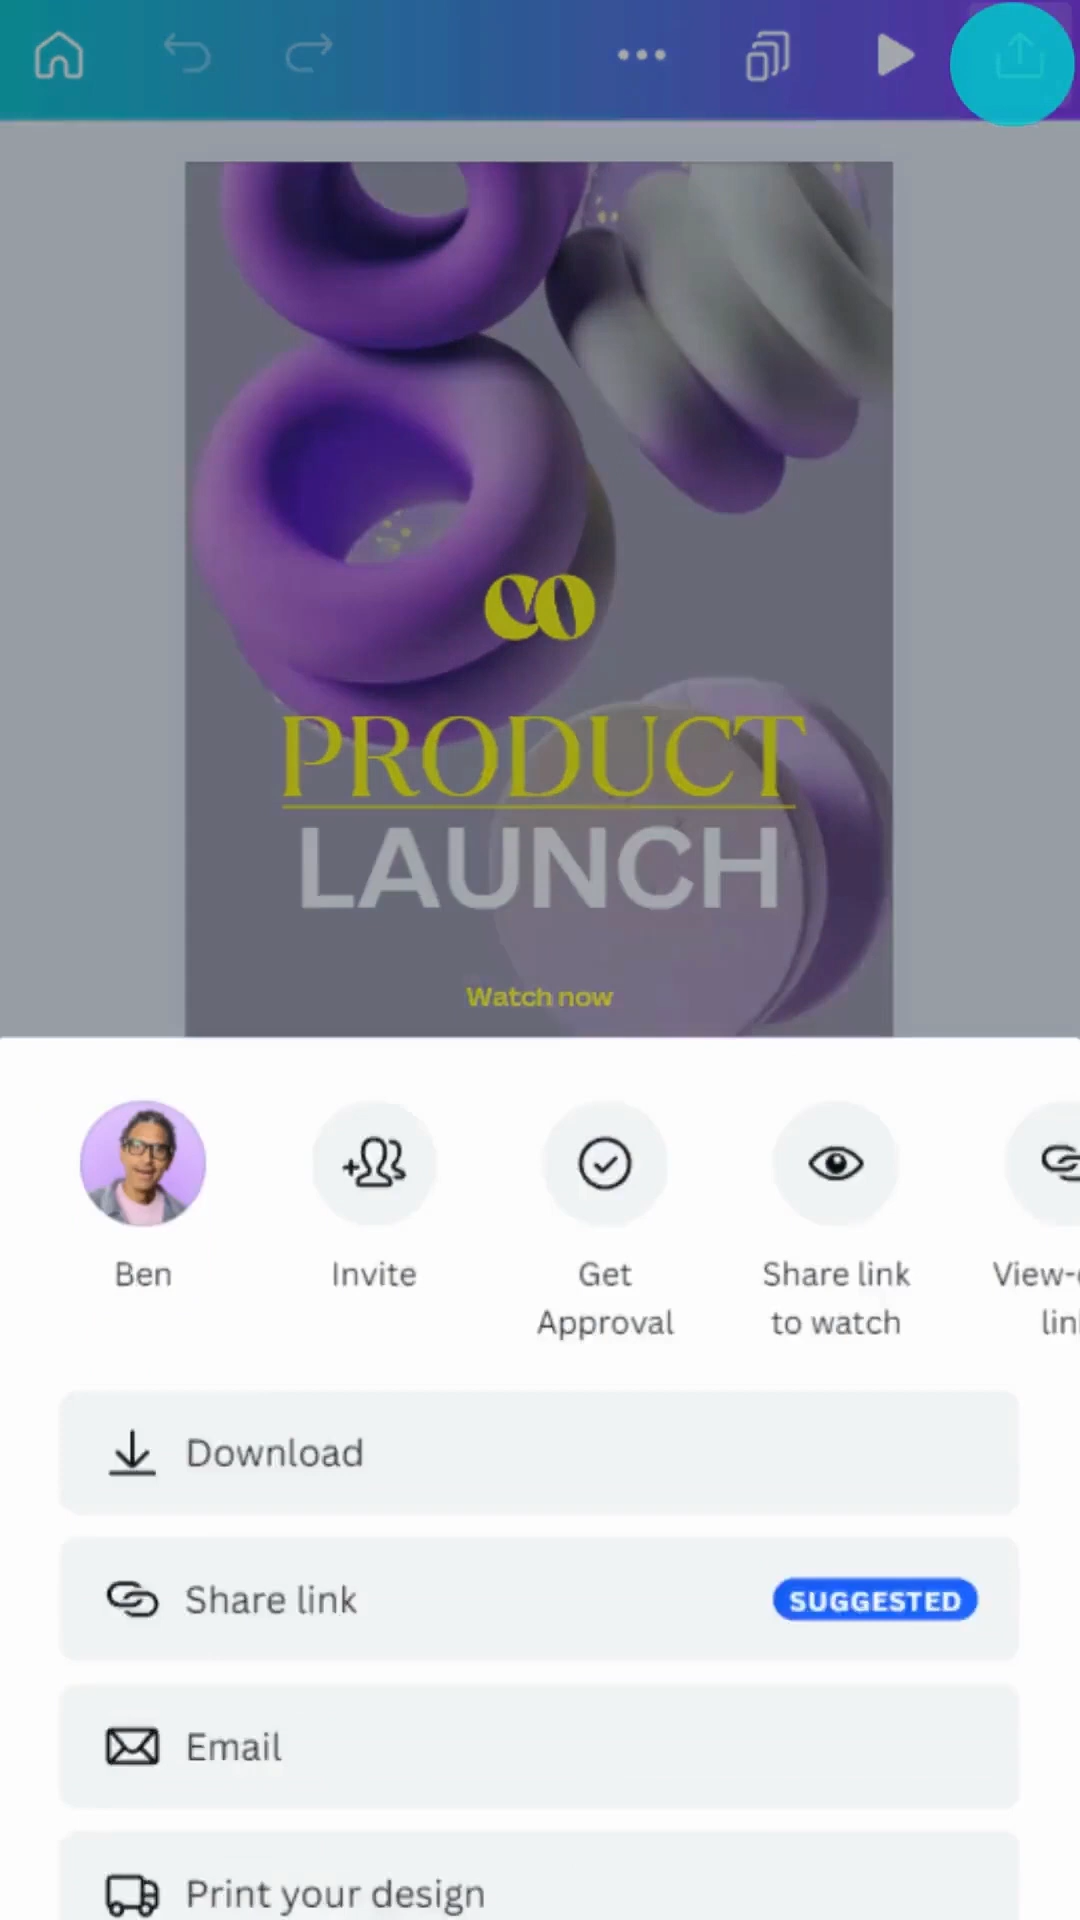 CO
PRODUCT
LAUNCH
Watch now
Ben
Invite
Get
Approval
Share link
to watch
View-
Download
Share link
SUGGESTED
Email
Print your design